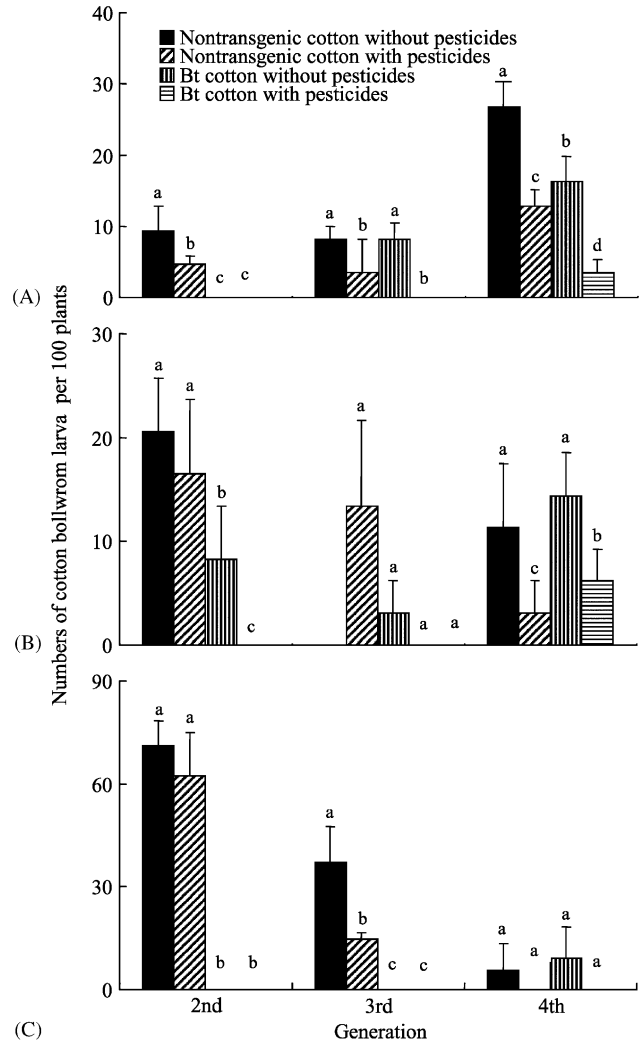 40
Nontransgenic cotton without pesticides
Nontransgenic cotton with pesticides
Bt cotton without pesticides
Bt cotton with pesticides
30
20
10
0
a
b
c
c
a
b
a
b
a
c
b
d
(A)
Numbers of cotton bollwrom larva per 100 plants
30
20
10
0
a
a
b
c
a
a
a
a
a
c
a
b
(B)
90
60
30
0
a
a
b
b
a
b
c
c
a
a
a
a
2nd
3rd
4th
Generation
(C)